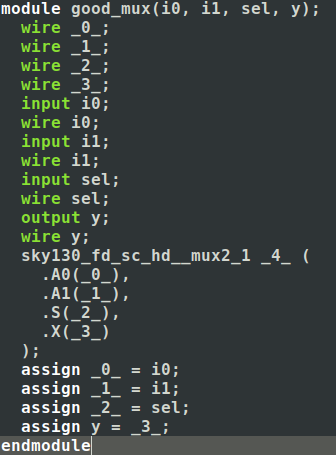 module good_mux(i0, i1, sel, y);
  wire _0_;
  wire _1_;
  wire _2_;
  wire _3_;
  input i0;
  wire i0;
  input i1;
  wire i1;
  input sel;
  wire sel;
  output y;
  wire y;
  sky130_fd_sc_hd__mux2_1 _4_ (
    .A0(_0_),
    .A1(_1_),
    .S(_2_),
    .X(_3_)
  );
  assign _0_ = i0;
  assign _1_ = i1;
  assign _2_ = sel;
  assign y = _3_;
endmodule